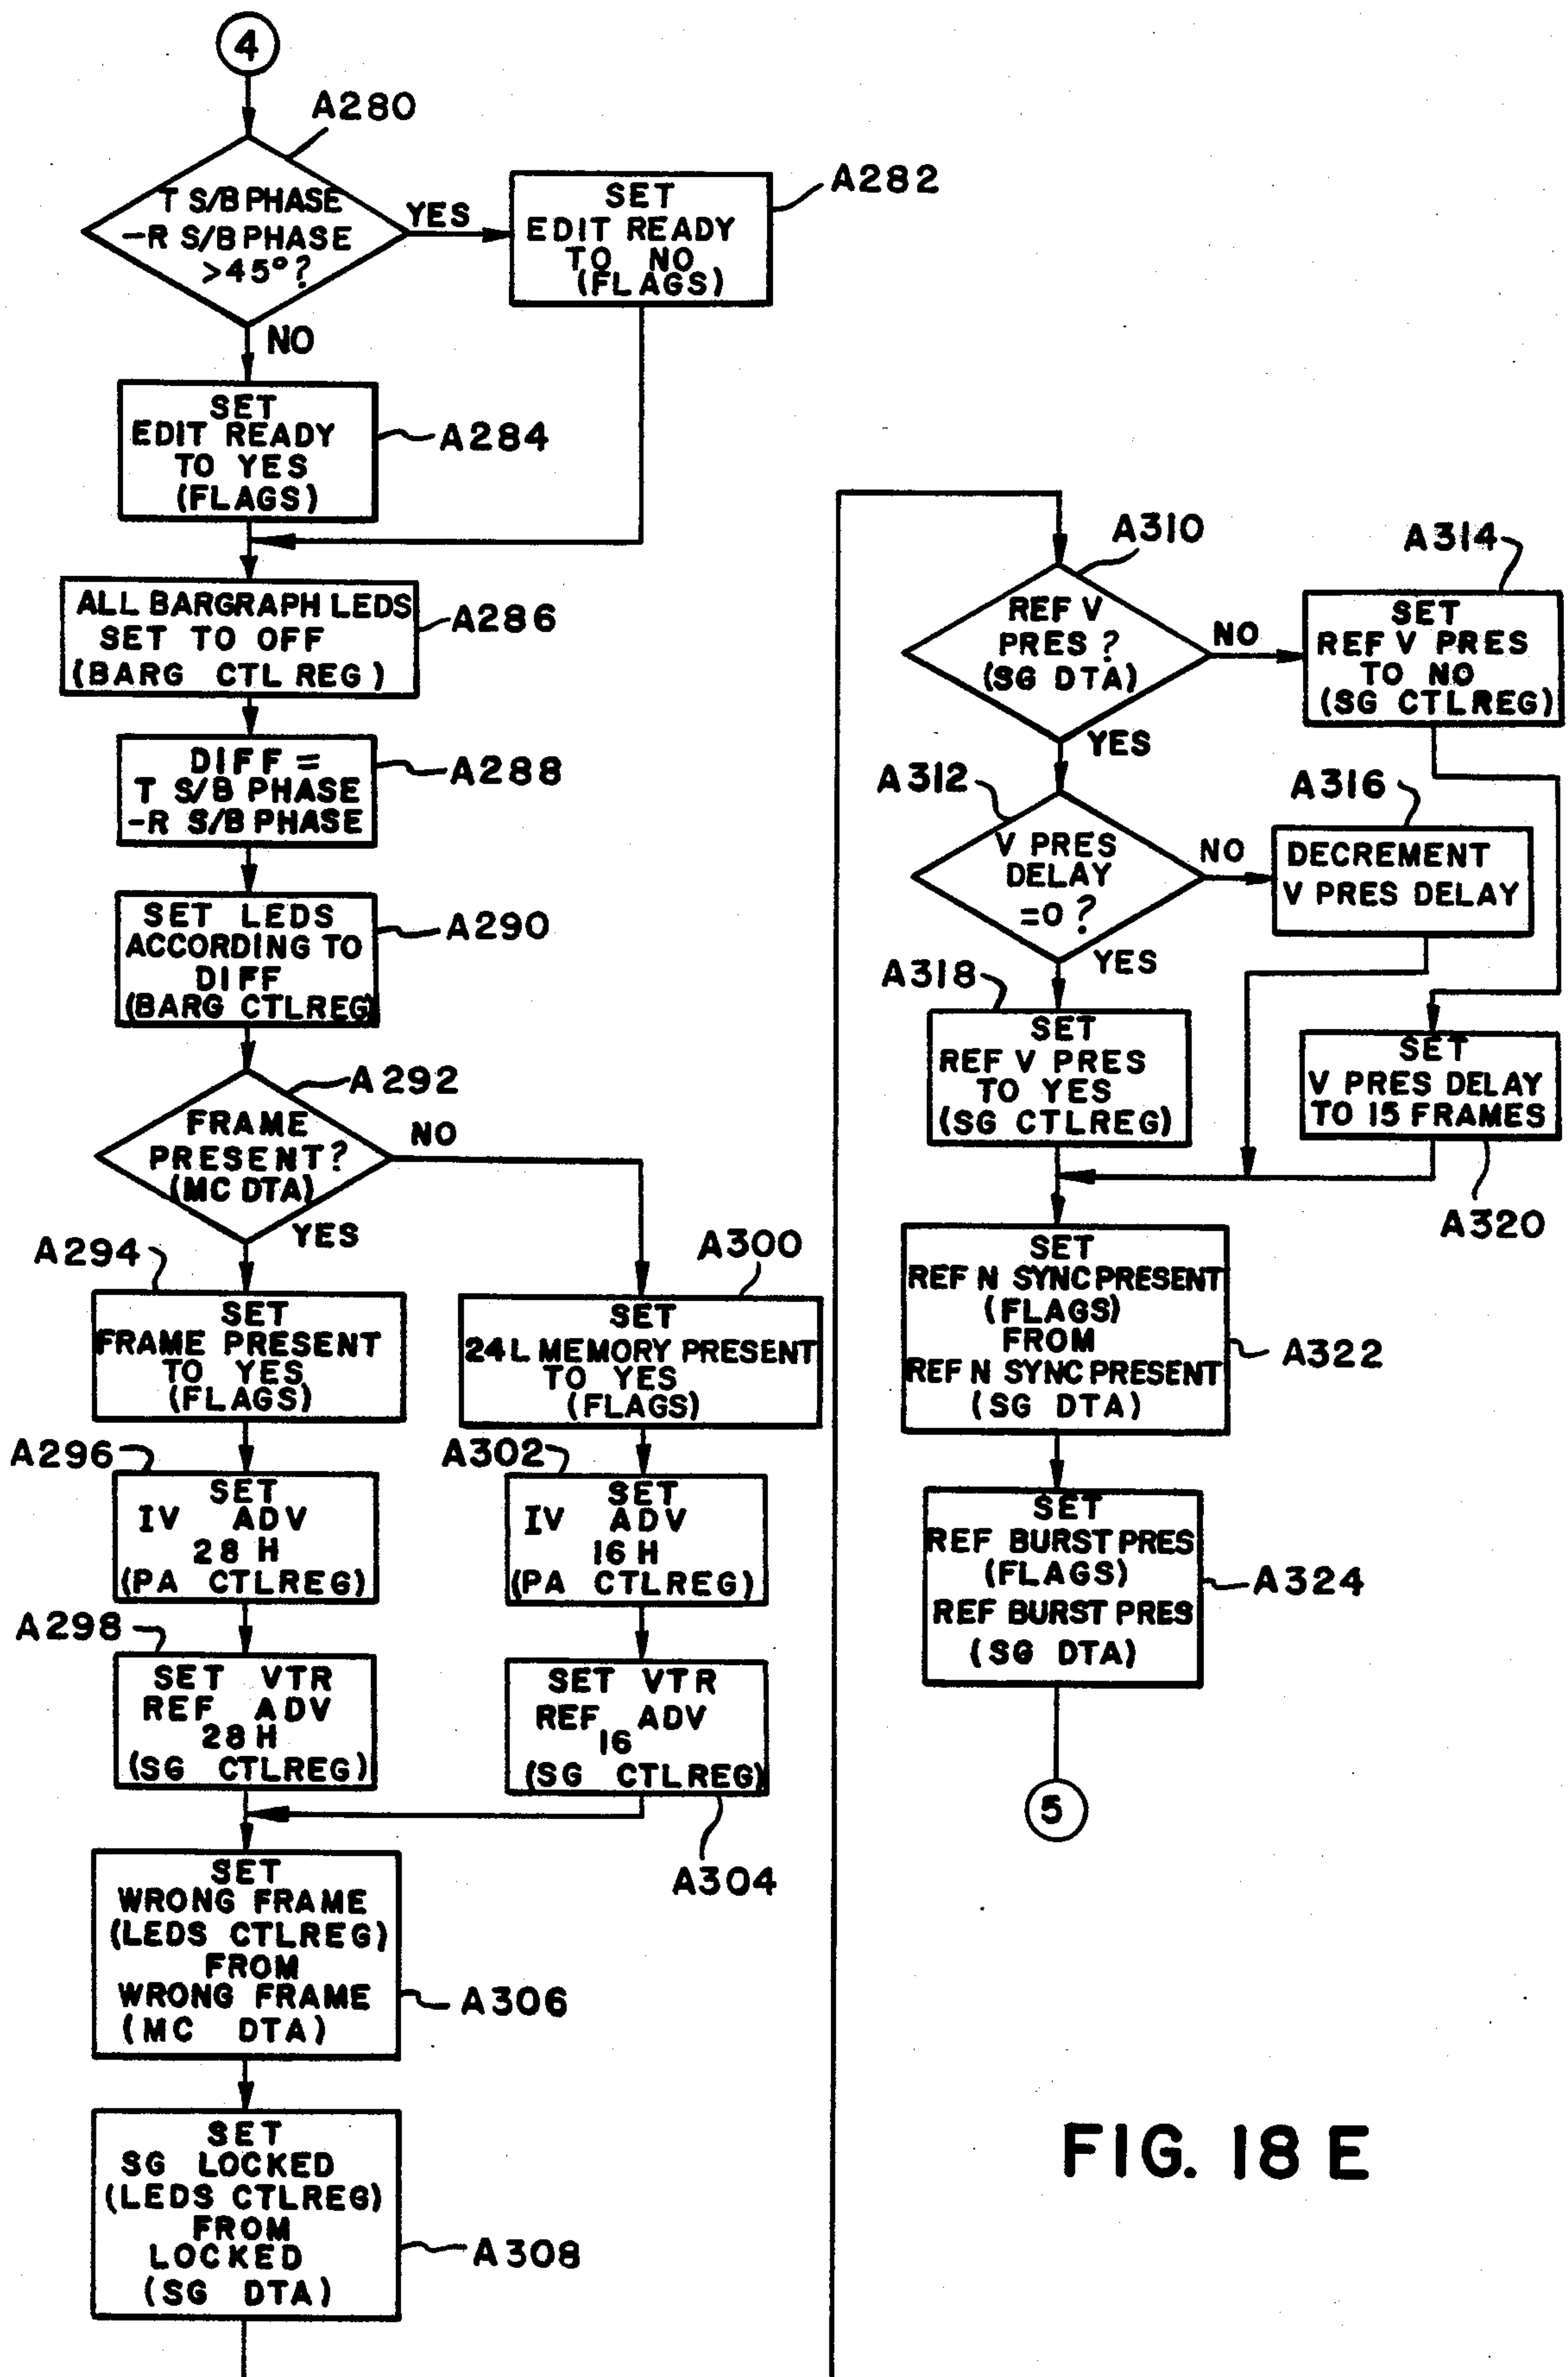 4
A280
T S/B PHASE
-R S/B PHASE
>45°?
YES
NO
A282
SET
EDIT READY
TO NO
(FLAGS)
SET
EDIT READY
TO YES
(FLAGS)
A284
ALL BARGRAPH LEDS
SET TO OFF
(BARG CTL REG)
A286
DIFF =
T S/B PHASE
-R S/B PHASE
A288
SET LEDS
ACCORDING TO
DIFF
(BARG CTLREG)
A290
A292
FRAME
PRESENT?
(MC DTA)
NO
YES
A294
SET
FRAME PRESENT
TO YES
(FLAGS)
A300
SET
24L MEMORY PRESENT
TO YES
(FLAGS)
A296
SET
IV ADV
28 H
(PA CTLREG)
A302
SET
IV ADV
16 H
(PA CTLREG)
A298
SET VTR
REF ADV
28 H
(SG CTLREG)
SET VTR
REF ADV
16
(SG CTLREG)
A304
SET
WRONG FRAME
(LEDS CTLREG)
FROM
WRONG FRAME
(MC DTA)
A306
SET
SG LOCKED
(LEDS CTLREG)
FROM
LOCKED
(SG DTA)
A308
A310
REF V
PRES ?
(SG DTA)
NO
YES
A314
SET
REF V PRES
TO NO
(SG CTLREG)
A312
V PRES
DELAY
=0 ?
NO
YES
A316
DECREMENT
V PRES DELAY
A318
SET
REF V PRES
TO YES
(SG CTLREG)
SET
V PRES DELAY
TO 15 FRAMES
A320
SET
REF N SYNC PRESENT
(FLAGS)
FROM
REF N SYNC PRESENT
(SG DTA)
A322
SET
REF BURST PRES
(FLAGS)
REF BURST PRES
(SG DTA)
A324
5
FIG. 18 E